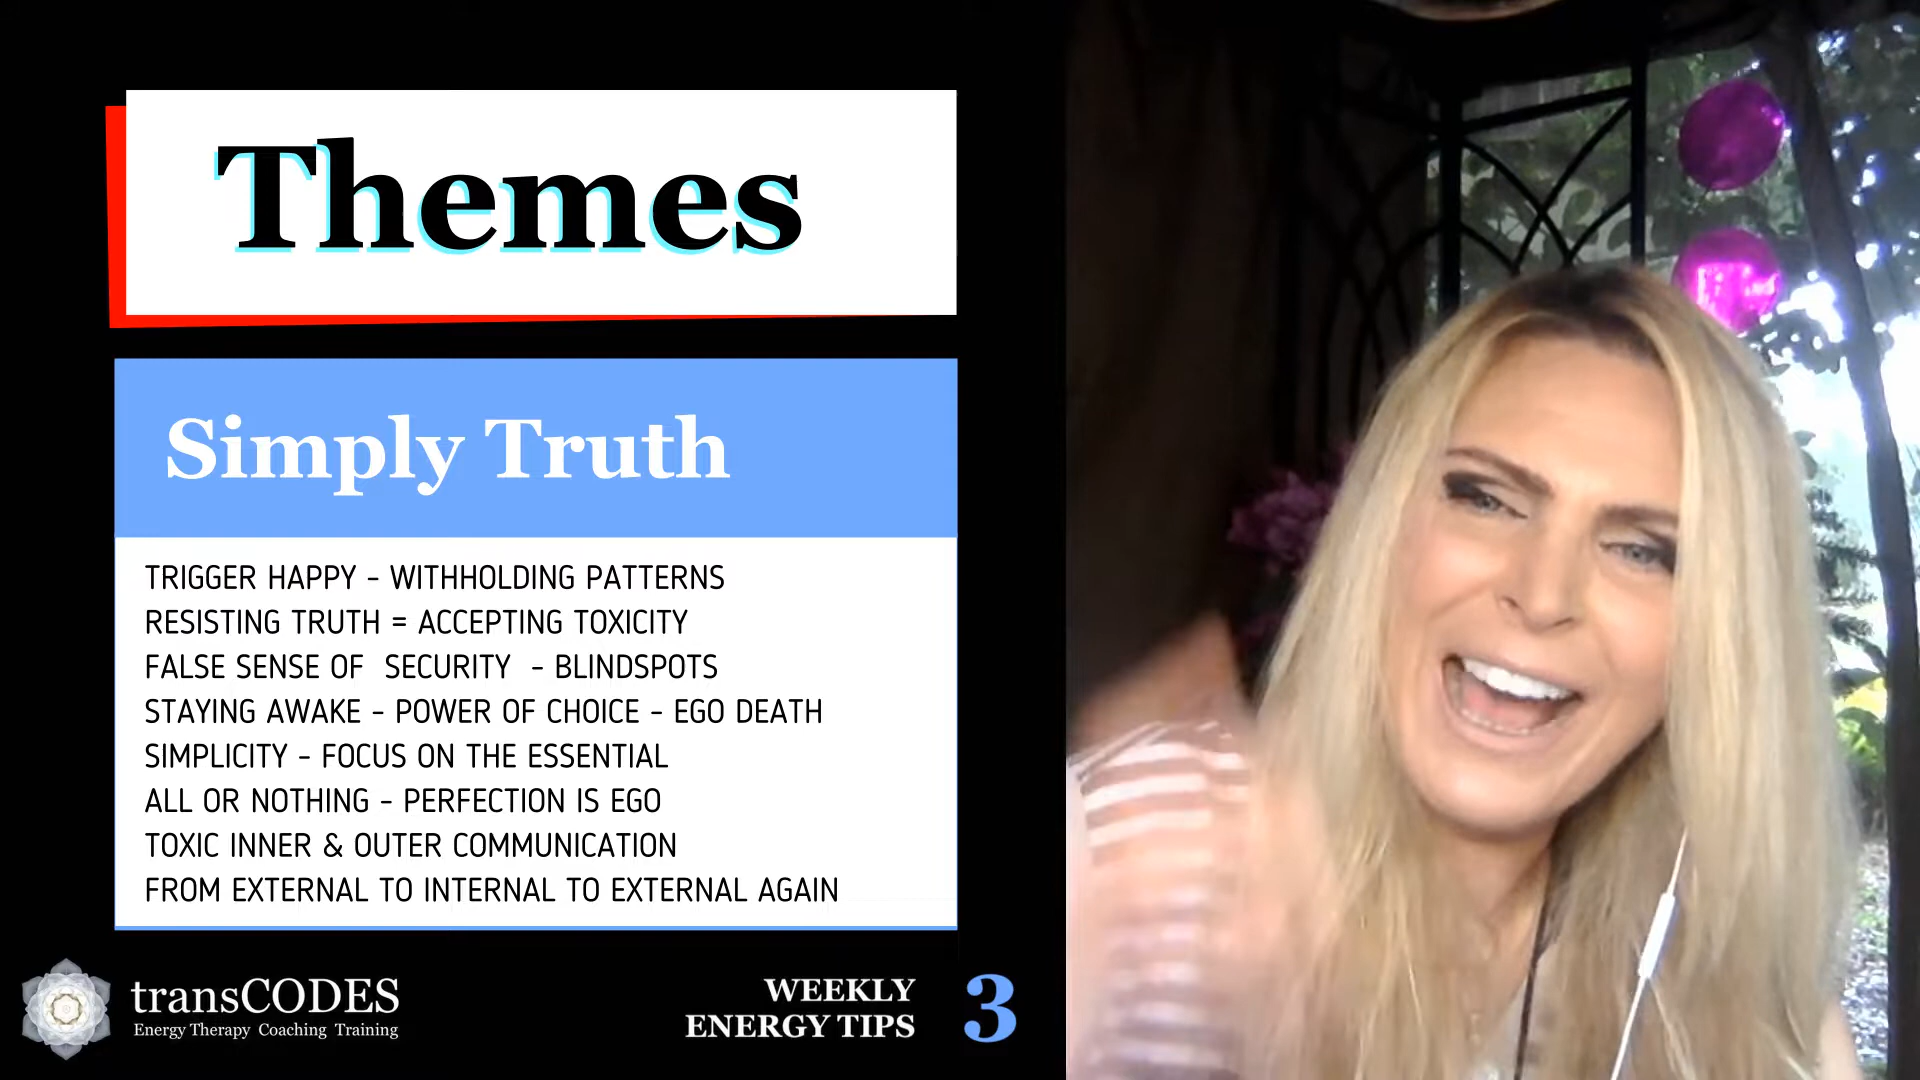 Themes
Simply Truth
TRIGGER HAPPY - WITHHOLDING PATTERNS
RESISTING TRUTH = ACCEPTING TOXICITY
FALSE SENSE OF  SECURITY  - BLINDSPOTS
STAYING AWAKE - POWER OF CHOICE - EGO DEATH
SIMPLICITY - FOCUS ON THE ESSENTIAL
ALL OR NOTHING - PERFECTION IS EGO
TOXIC INNER & OUTER COMMUNICATION
FROM EXTERNAL TO INTERNAL TO EXTERNAL AGAIN
transCODES
Energy Therapy  Coaching  Training
WEEKLY
ENERGY TIPS
3